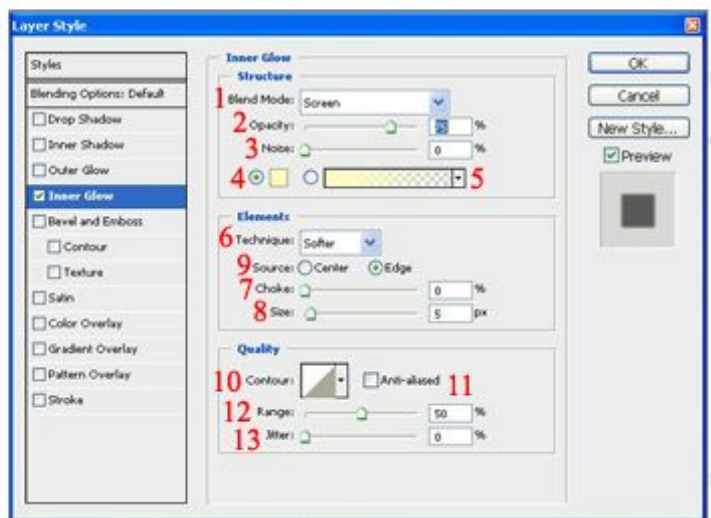 Layer Style
Styles
Blending Options: Default
Drop Shadow
Inner Shadow
Outer Glow
Inner Glow
Bevel and Emboss
Contour
Texture
Satin
Color Overlay
Gradient Overlay
Pattern Overlay
Stroke
Inner Glow
Structure
1 Blend Mode: Screen
2 Opacity: %
3 Noise: 0 %
4 5
Elements
6 Technique: Softer
9 Source: Center Edge
7 Choke: 0 %
8 Size: 5 px
Quality
10 Contour: Anti-aliased 11
12 Range: 50 %
13 Jitter: 0 %
OK
Cancel
New Style...
Preview